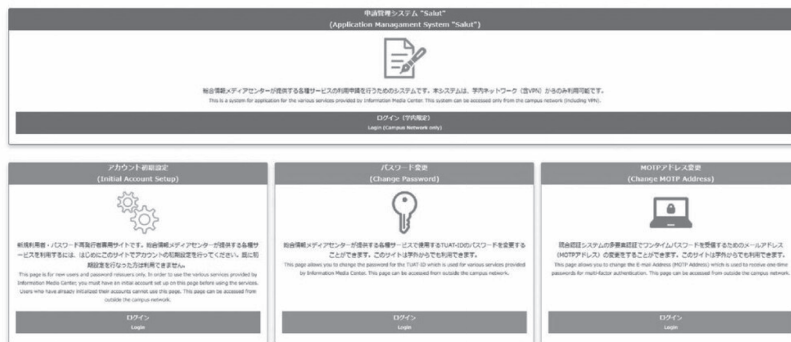 申請管理システム "Salut"
(Application Managament System "Salut")
総合情報メディアセンターが提供する各種サービスの利用申請を行うためのシステムです。本システムは、学内ネットワーク（含VPN）からのみ利用可能です。
This is a system for application for the various services provided by Information Media Center. This system can be accessed only from the campus network (including VPN).
ログイン（学内限定）
Login (Campus Network only)
アカウント初期設定
(Initial Account Setup)
新規利用者・パスワード再発行者専用サイトです。総合情報メディアセンターが提供する各種サ
ービスを利用するには、はじめにこのサイトでアカウントの初期設定を行ってください。既に初
期設定を行なった方は利用できません。
This page is for new users and password reissuers only. In order to use the various services provided by
Information Media Center, you must have an initial account set up on this page before using the services.
Users who have already initialized their accounts cannot use this page. This page can be accessed from
outside the campus network.
ログイン
Login
パスワード変更
(Change Password)
総合情報メディアセンターが提供する各種サービスで使用するTUAT-IDのパスワードを変更する
ことができます。このサイトは学外からでも利用できます。
This page allows you to change the password for the TUAT-ID which is used for various services provided
by Information Media Center. This page can be accessed from outside the campus network.
ログイン
Login
MOTPアドレス変更
(Change MOTP Address)
統合認証システムの多要素認証でワンタイムパスワードを受信するためのメールアドレス
（MOTPアドレス）の変更をすることができます。このサイトは学外からでも利用できます。
This page allows you to change the E-mail Address (MOTP Address) which is used to receive one-time
passwords for multi-factor authentication. This page can be accessed from outside the campus network.
ログイン
Login